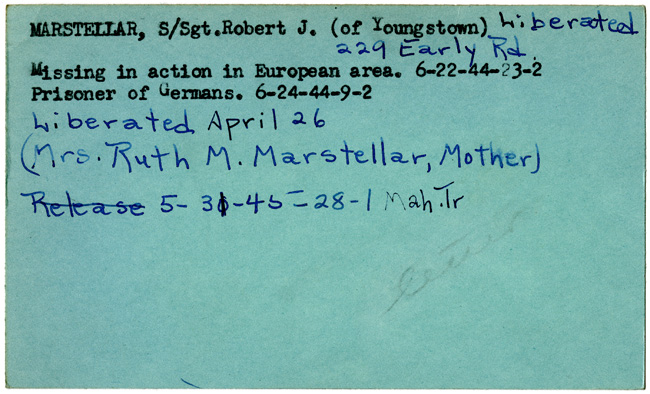 MARSTELLAR, S/Sgt.Robert J. (of Youngstown) Liberated
229 Early Rd.
Missing in action in European area. 6-22-44-23-2
Prisoner of Germans. 6-24-44-9-2
Liberated April 26
(Mrs. Ruth M. Marstellar, Mother)
Release 5-31-45-28-1 Mah.Tr